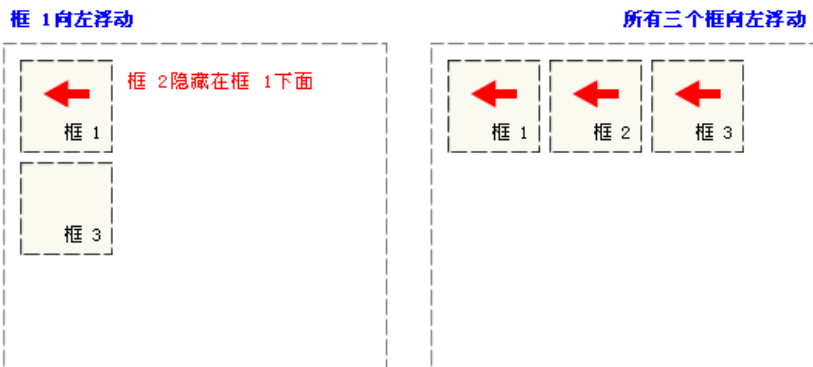 框 1向左浮动
所有三个框向左浮动
框 2隐藏在框 1下面
框 1
框 3
框 1
框 2
框 3